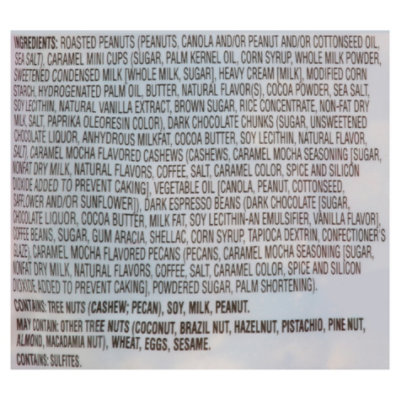 INGREDIENTS: ROASTED PEANUTS (PEANUTS, CANOLA AND/OR PEANUT AND/OR COTTONSEED OIL,
SEA SALT), CARAMEL MINI CUPS (SUGAR, PALM KERNEL OIL, CORN SYRUP, WHOLE MILK POWDER,
SWEETENED CONDENSED MILK [WHOLE MILK, SUGAR], HEAVY CREAM [MILK], MODIFIED CORN
STARCH, HYDROGENATED PALM OIL, BUTTER, NATURAL FLAVOR(S), COCOA POWDER, SEA SALT,
SOY LECITHIN, NATURAL VANILLA EXTRACT, BROWN SUGAR, RICE CONCENTRATE, NON-FAT DRY
MILK, PAPRIKA OLEORESIN COLOR), DARK CHOCOLATE CHUNKS (SUGAR, UNSWEETENED
CHOCOLATE LIQUOR, ANHYDROUS MILKFAT, COCOA BUTTER, SOY LECITHIN, NATURAL FLAVOR,
SALT), CARAMEL MOCHA FLAVORED CASHEWS (CASHEWS, CARAMEL MOCHA SEASONING [SUGAR,
NONFAT DRY MILK, NATURAL FLAVORS, COFFEE, SALT, CARAMEL COLOR, SPICE AND SILICON
DIOXIDE ADDED TO PREVENT CAKING], VEGETABLE OIL [CANOLA, PEANUT, COTTONSEED,
SAFFLOWER AND/OR SUNFLOWER]), DARK ESPRESSO BEANS (DARK CHOCOLATE [SUGAR,
CHOCOLATE LIQUOR, COCOA BUTTER, MILK FAT, SOY LECITHIN-AN EMULSIFIER, VANILLA FLAVOR],
COFFEE BEANS, SUGAR, GUM ARACIA, SHELLAC, CORN SYRUP, TAPIOCA DEXTRIN, CONFECTIONER'S
GLAZE), CARAMEL MOCHA FLAVORED PECANS (PECANS, CARAMEL MOCHA SEASONING [SUGAR,
NONFAT DRY MILK, NATURAL FLAVORS, COFFEE, SALT, CARAMEL COLOR, SPICE AND SILICON
DIOXIDE ADDED TO PREVENT CAKING], POWDERED SUGAR, PALM SHORTENING).
CONTAINS: TREE NUTS (CASHEW; PECAN), SOY, MILK, PEANUT.
MAY CONTAIN: OTHER TREE NUTS (COCONUT, BRAZIL NUT, HAZELNUT, PISTACHIO, PINE NUT,
ALMOND, MACADAMIA NUT), WHEAT, EGGS, SESAME.
CONTAINS: SULFITES.